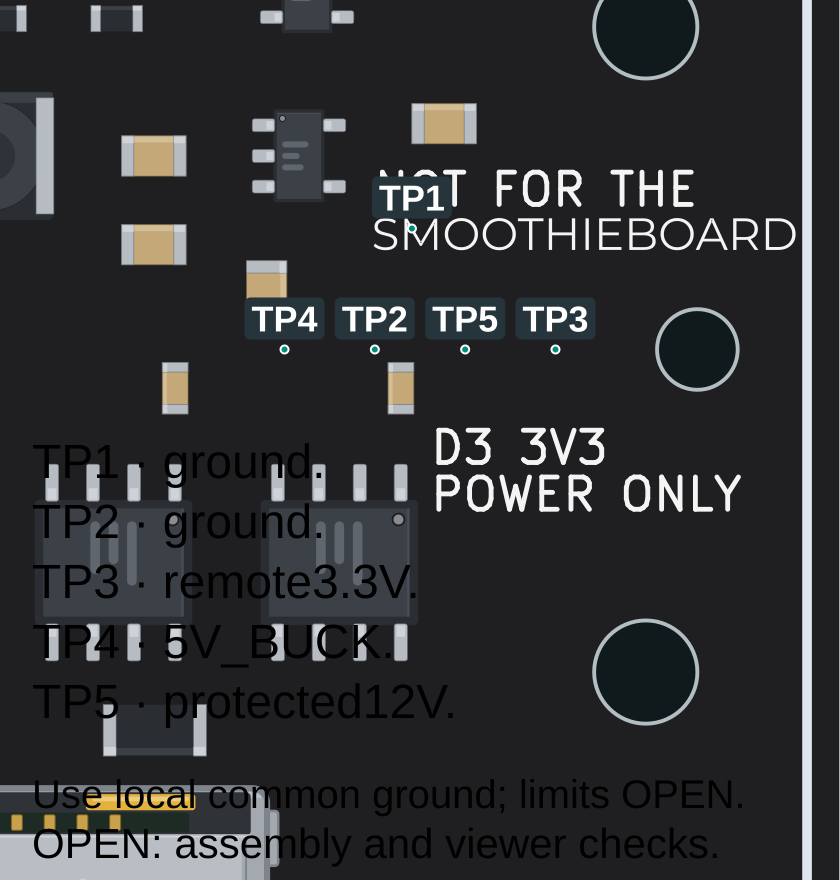 NOT FOR THE
TP1
SMOOTHIEBOARD
TP4 TP2 TP5 TP3
D3 3V3
POWER ONLY
TP1 · ground.
TP2 · ground.
TP3 · remote3.3V.
TP4 · 5V_BUCK.
TP5 · protected12V.
Use local common ground; limits OPEN.
OPEN: assembly and viewer checks.